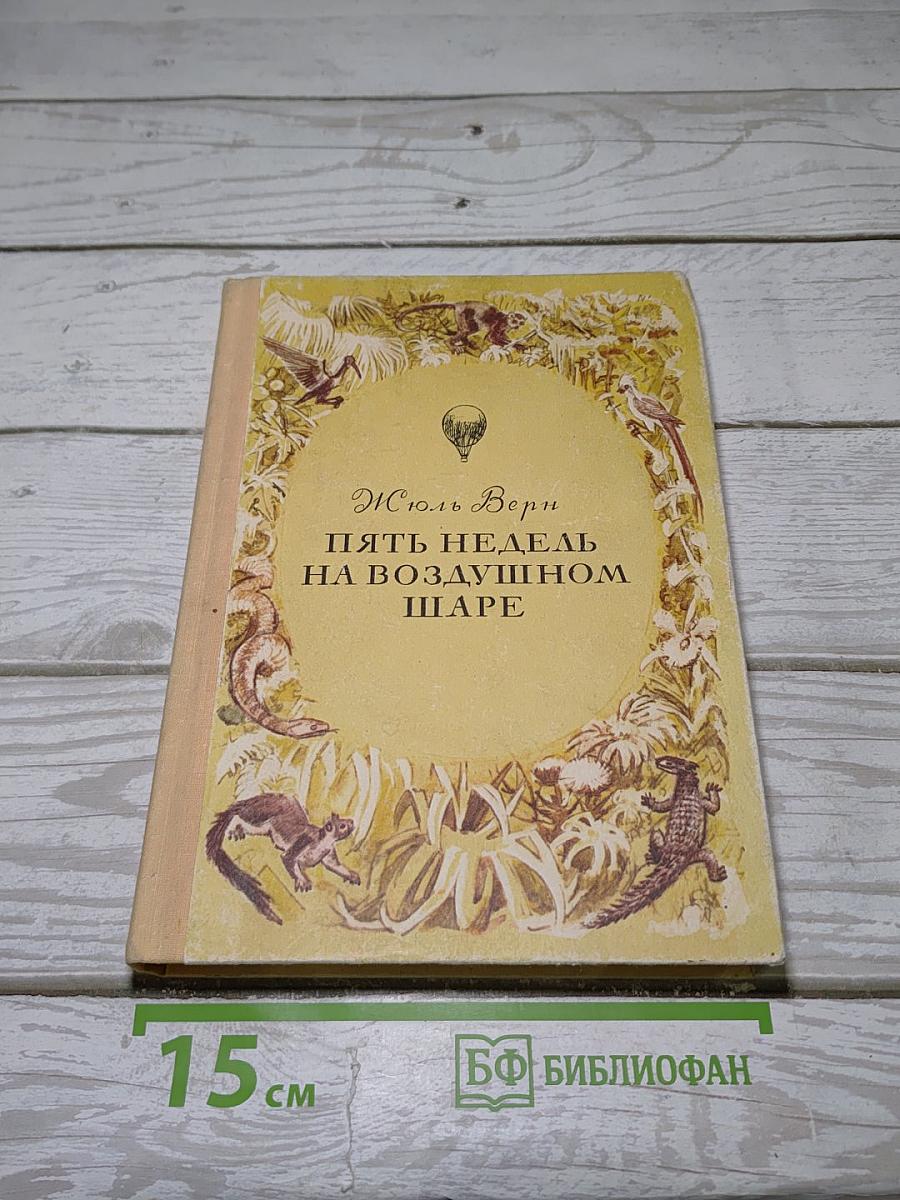 Жюль Верн
ПЯТЬ НЕДЕЛЬ
НА ВОЗДУШНОМ
ШАРЕ
15 см
БФ БИБЛИОФАН